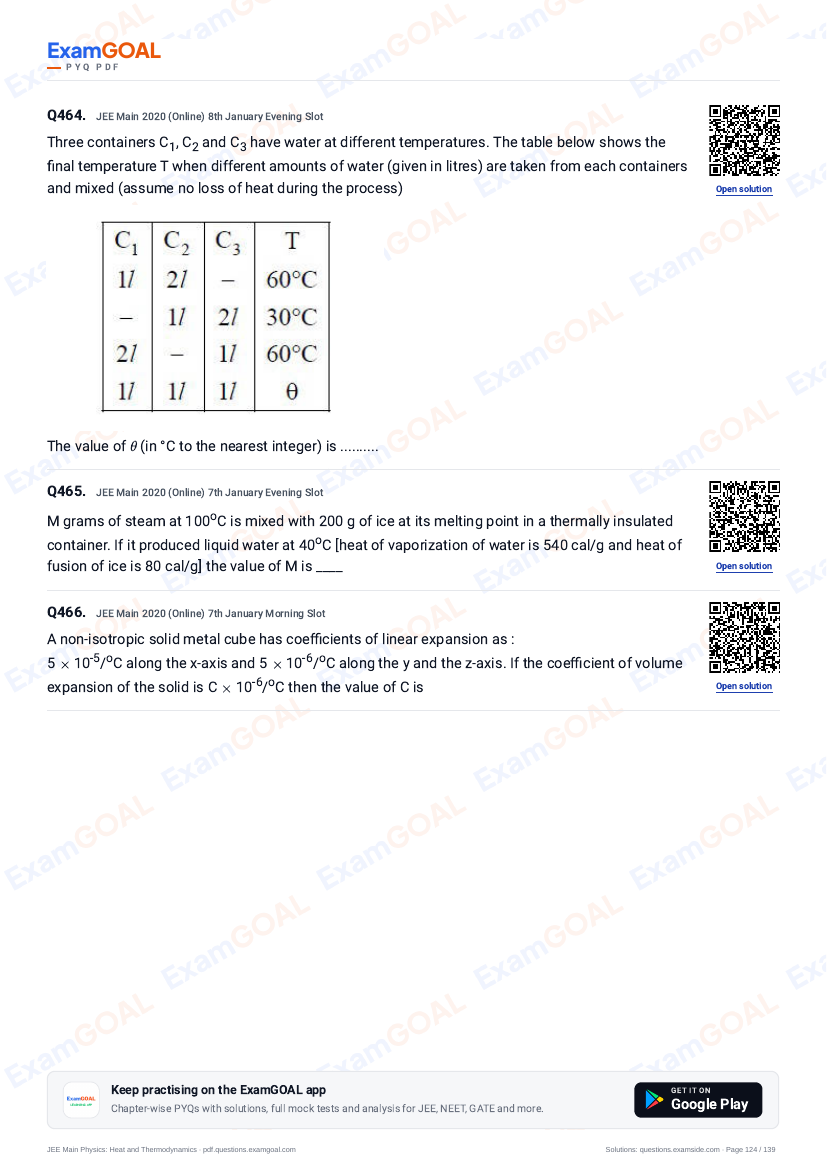 ExamGOAL
PYQ PDF
Q464. JEE Main 2020 (Online) 8th January Evening Slot
Three containers C1, C2 and C3 have water at different temperatures. The table below shows the
final temperature T when different amounts of water (given in litres) are taken from each containers
and mixed (assume no loss of heat during the process)
Open solution
C1 C2 C3 T
1l 2l – 60°C
– 1l 2l 30°C
2l – 1l 60°C
1l 1l 1l θ
The value of θ (in °C to the nearest integer) is ..........
Q465. JEE Main 2020 (Online) 7th January Evening Slot
M grams of steam at 100°C is mixed with 200 g of ice at its melting point in a thermally insulated
container. If it produced liquid water at 40°C [heat of vaporization of water is 540 cal/g and heat of
fusion of ice is 80 cal/g] the value of M is ____
Open solution
Q466. JEE Main 2020 (Online) 7th January Morning Slot
A non-isotropic solid metal cube has coefficients of linear expansion as :
5 × 10^-5/°C along the x-axis and 5 × 10^-6/°C along the y and the z-axis. If the coefficient of volume
expansion of the solid is C × 10^-6/°C then the value of C is
Open solution
Keep practising on the ExamGOAL app
Chapter-wise PYQs with solutions, full mock tests and analysis for JEE, NEET, GATE and more.
GET IT ON
Google Play
JEE Main Physics: Heat and Thermodynamics · pdf.questions.examgoal.com
Solutions: questions.examside.com · Page 124 / 139